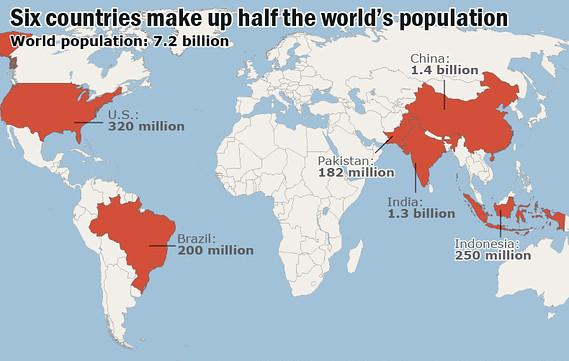 Six countries make up half the world's population
World population: 7.2 billion
China:
1.4 billion
U.S.:
320 million
Pakistan:
182 million
India:
1.3 billion
Brazil:
200 million
Indonesia:
250 million